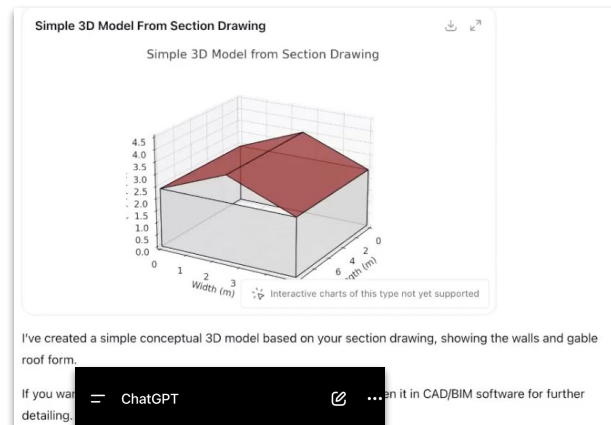 Simple 3D Model From Section Drawing
Simple 3D Model from Section Drawing
4.5
4.0
3.5
3.0
2.5
2.0
1.5
1.0
0.5
0.0
0
1
2
3
Width (m)
0
2
4
6
(m)
Interactive charts of this type not yet supported
I've created a simple conceptual 3D model based on your section drawing, showing the walls and gable
roof form.
If you it in CAD/BIM software for further
detailing.
ChatGPT